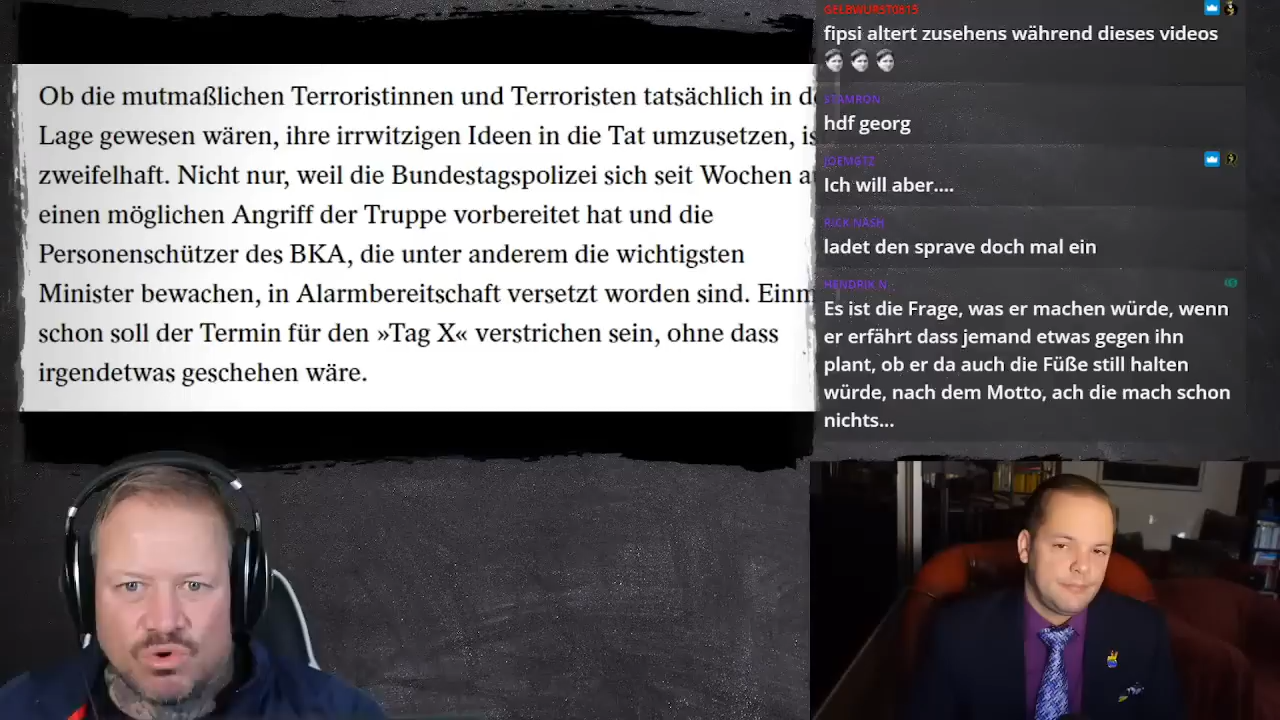 Ob die mutmaßlichen Terroristinnen und Terroristen tatsächlich in
Lage gewesen wären, ihre irrwitzigen Ideen in die Tat umzusetzen,
zweifelhaft. Nicht nur, weil die Bundestagspolizei sich seit Wochen
einen möglichen Angriff der Truppe vorbereitet hat und die
Personenschützer des BKA, die unter anderem die wichtigsten
Minister bewachen, in Alarmbereitschaft versetzt worden sind.
schon soll der Termin für den »Tag X« verstrichen sein, ohne dass
irgendetwas geschehen wäre.
GELBWURST0815
fipsi altert zusehens während dieses videos
STAMRON
hdf georg
JOEMGTZ
Ich will aber....
RICK NASH
ladet den sprave doch mal ein
HENDRIK N
Es ist die Frage, was er machen würde, wenn
er erfährt dass jemand etwas gegen ihn
plant, ob er da auch die Füße still halten
würde, nach dem Motto, ach die mach schon
nichts...